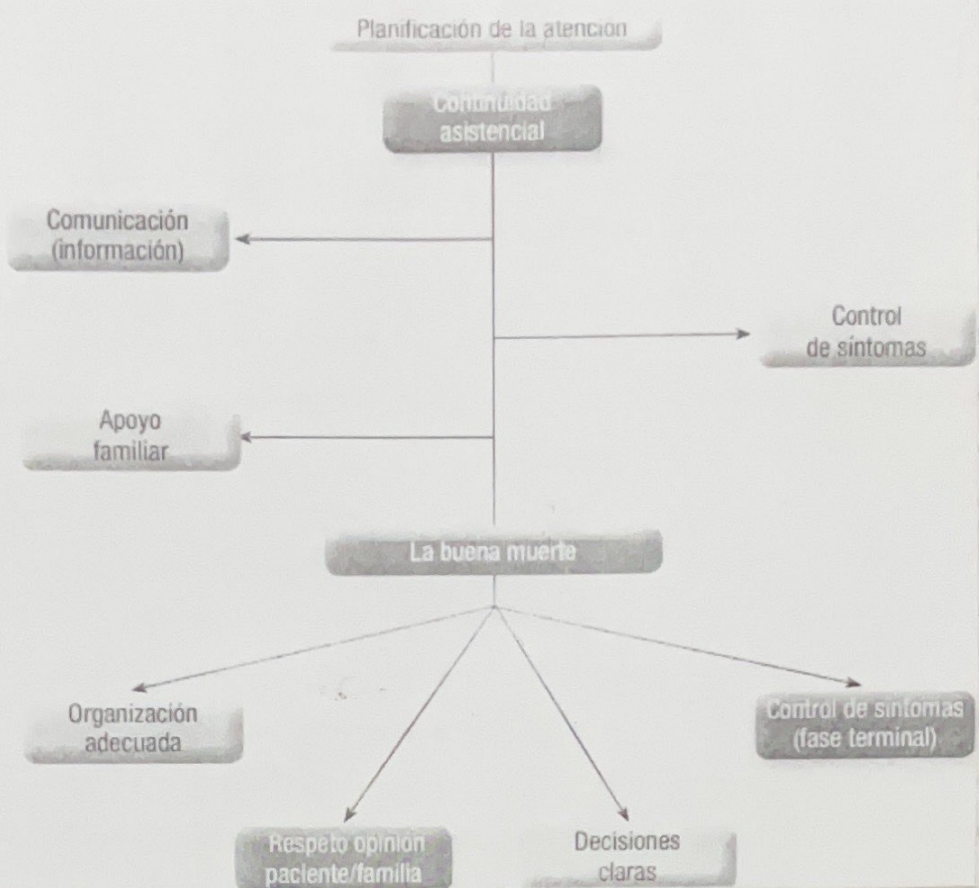 Planificación de la atención
Continuidad
asistencial
Comunicación
(información)
Control
de síntomas
Apoyo
familiar
La buena muerte
Organización
adecuada
Control de síntomas
(fase terminal)
Respeto opinión
paciente/familia
Decisiones
claras